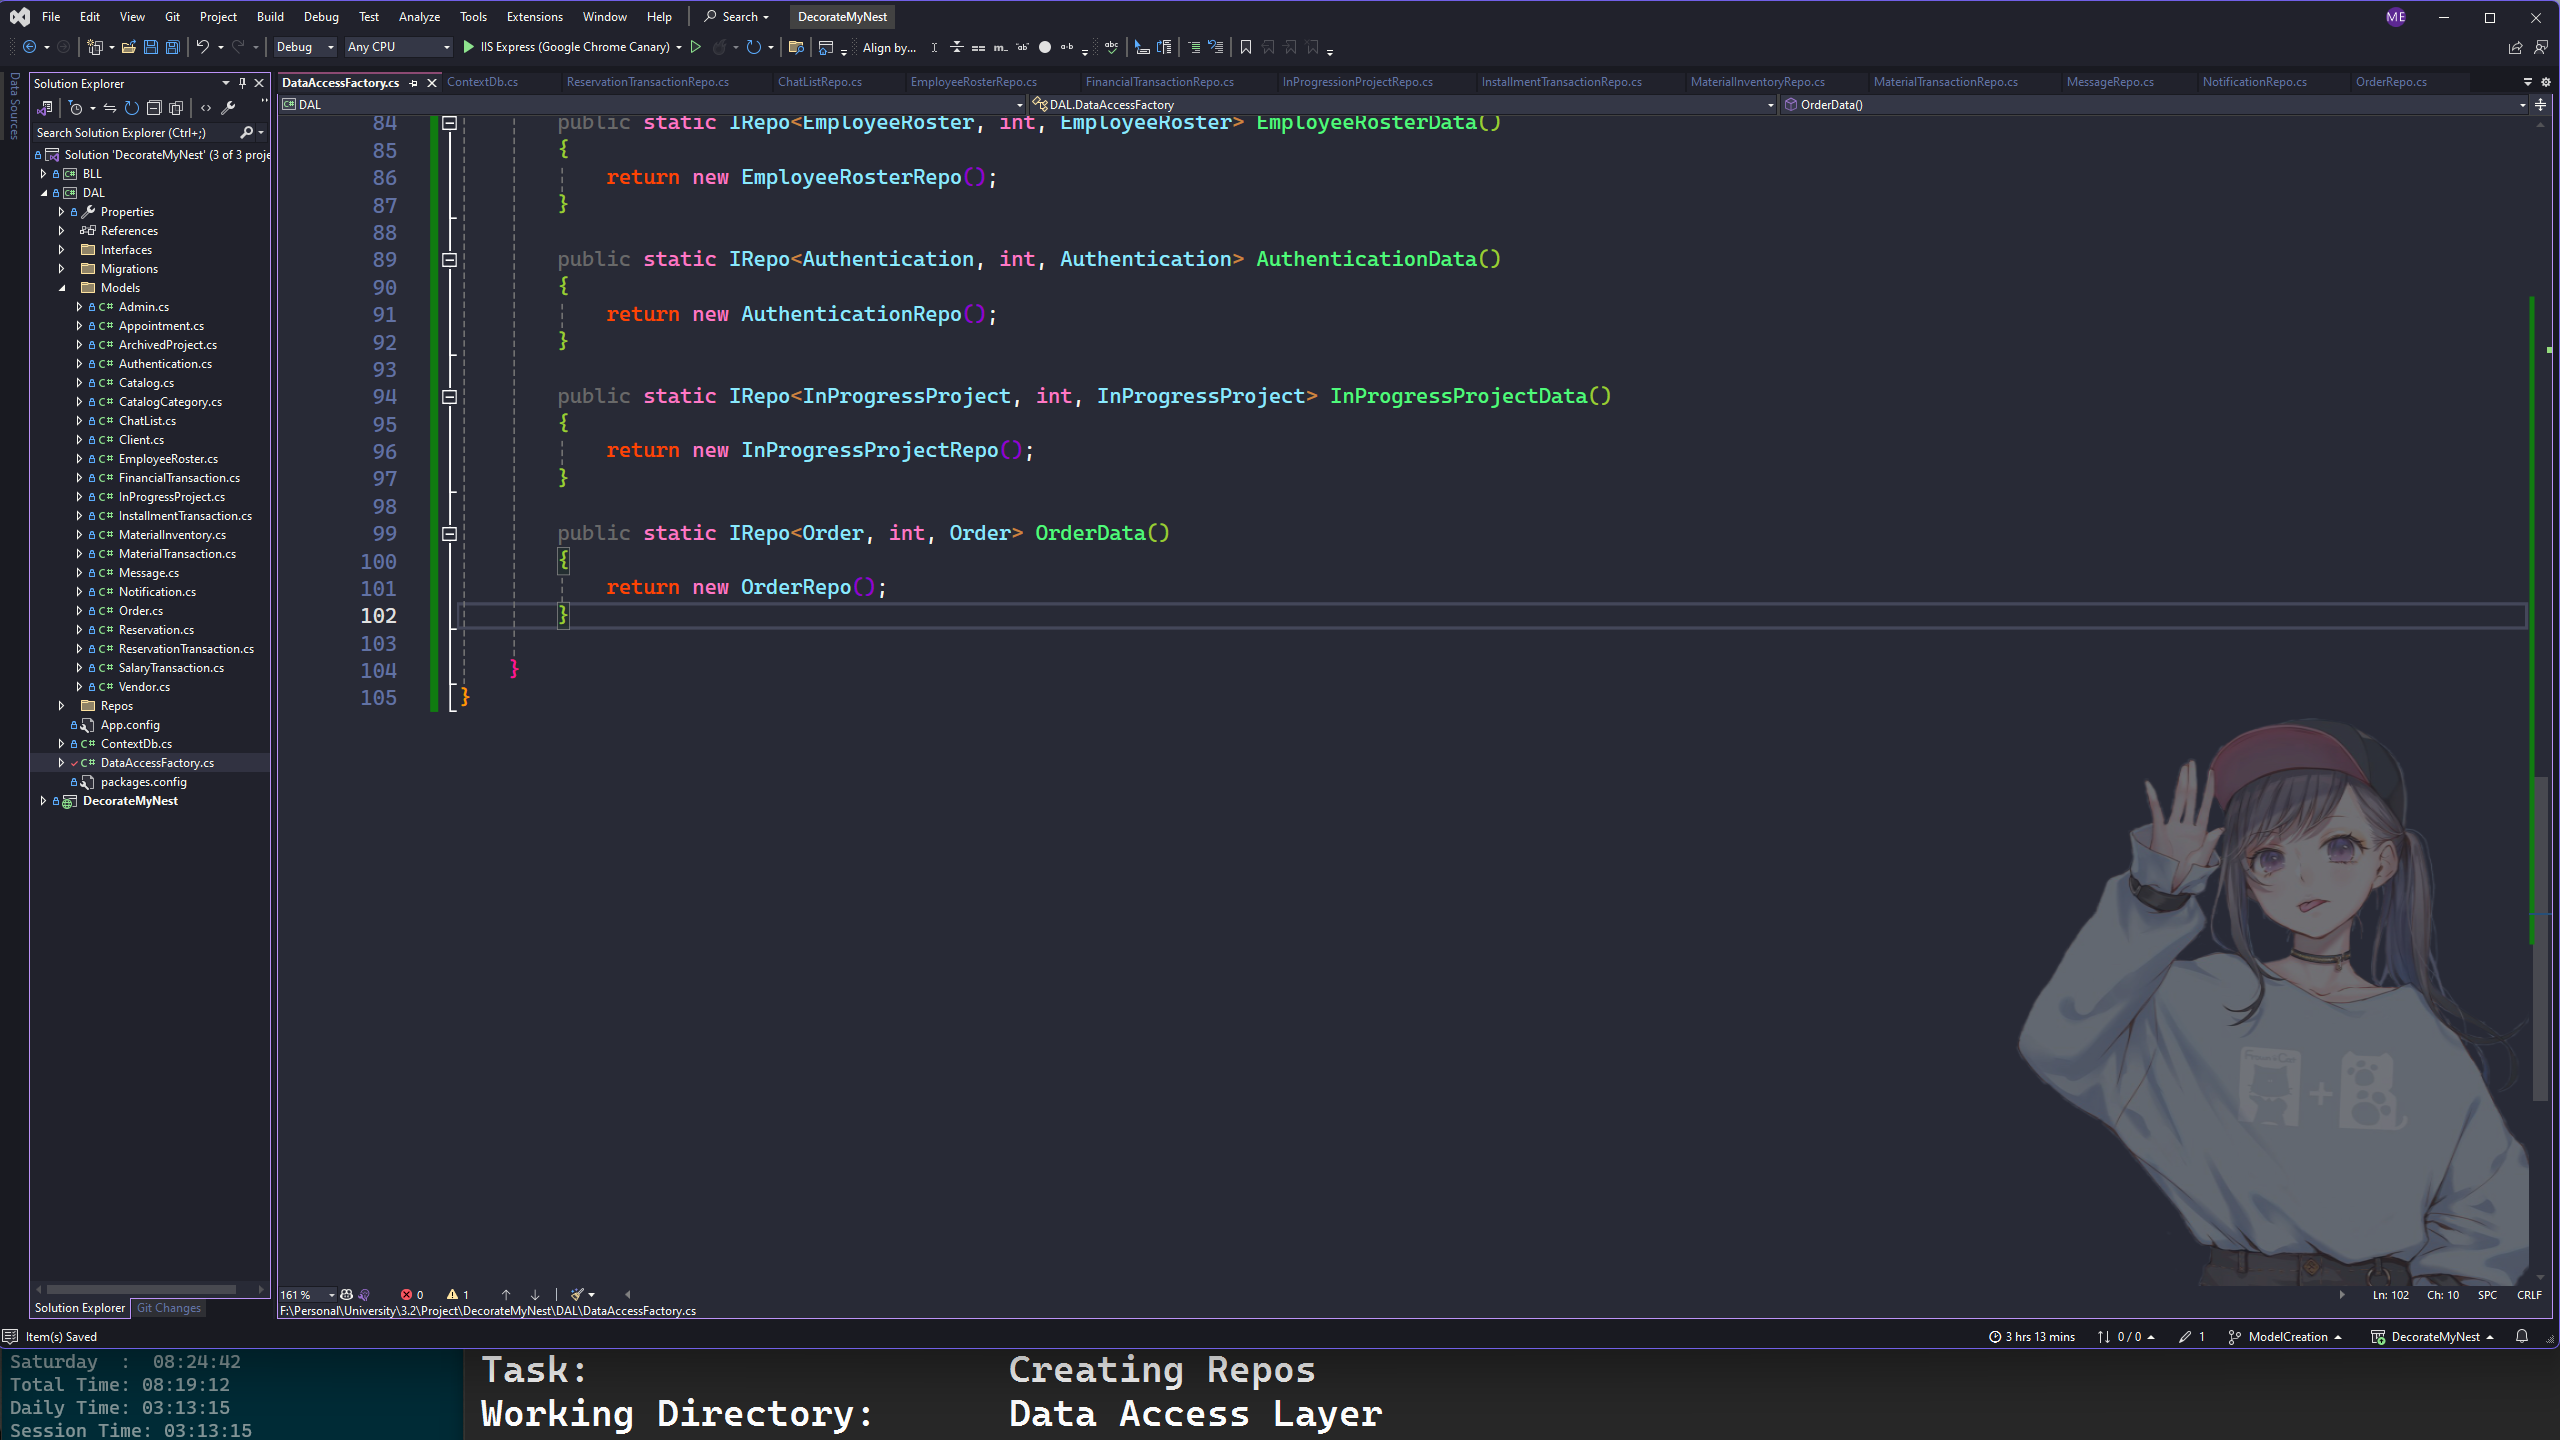 File Edit View Git Project Build Debug Test Analyze Tools Extensions Window Help Search DecorateMyNest ME
Debug Any CPU IIS Express (Google Chrome Canary) Align by...
Data Sources
Solution Explorer
Search Solution Explorer (Ctrl+;)
Solution 'DecorateMyNest' (3 of 3 proje
BLL
DAL
Properties
References
Interfaces
Migrations
Models
C# Admin.cs
C# Appointment.cs
C# ArchivedProject.cs
C# Authentication.cs
C# Catalog.cs
C# CatalogCategory.cs
C# ChatList.cs
C# Client.cs
C# EmployeeRoster.cs
C# FinancialTransaction.cs
C# InProgressProject.cs
C# InstallmentTransaction.cs
C# MaterialInventory.cs
C# MaterialTransaction.cs
C# Message.cs
C# Notification.cs
C# Order.cs
C# Reservation.cs
C# ReservationTransaction.cs
C# SalaryTransaction.cs
C# Vendor.cs
Repos
App.config
C# ContextDb.cs
C# DataAccessFactory.cs
packages.config
DecorateMyNest
Solution Explorer Git Changes
DataAccessFactory.cs ContextDb.cs ReservationTransactionRepo.cs ChatListRepo.cs EmployeeRosterRepo.cs FinancialTransactionRepo.cs InProgressionProjectRepo.cs InstallmentTransactionRepo.cs MaterialInventoryRepo.cs MaterialTransactionRepo.cs MessageRepo.cs NotificationRepo.cs OrderRepo.cs
DAL DAL.DataAccessFactory OrderData()
84 public static IRepo<EmployeeRoster, int, EmployeeRoster> EmployeeRosterData()
85 {
86 return new EmployeeRosterRepo();
87 }
88
89 public static IRepo<Authentication, int, Authentication> AuthenticationData()
90 {
91 return new AuthenticationRepo();
92 }
93
94 public static IRepo<InProgressProject, int, InProgressProject> InProgressProjectData()
95 {
96 return new InProgressProjectRepo();
97 }
98
99 public static IRepo<Order, int, Order> OrderData()
100 {
101 return new OrderRepo();
102 }
103
104 }
105 }
161 % 0 1 Ln: 102 Ch: 10 SPC CRLF
F:\Personal\University\3.2\Project\DecorateMyNest\DAL\DataAccessFactory.cs
Item(s) Saved 3 hrs 13 mins 0 / 0 1 ModelCreation DecorateMyNest
Saturday : 08:24:42
Total Time: 08:19:12
Daily Time: 03:13:15
Session Time: 03:13:15
Task: Creating Repos
Working Directory: Data Access Layer